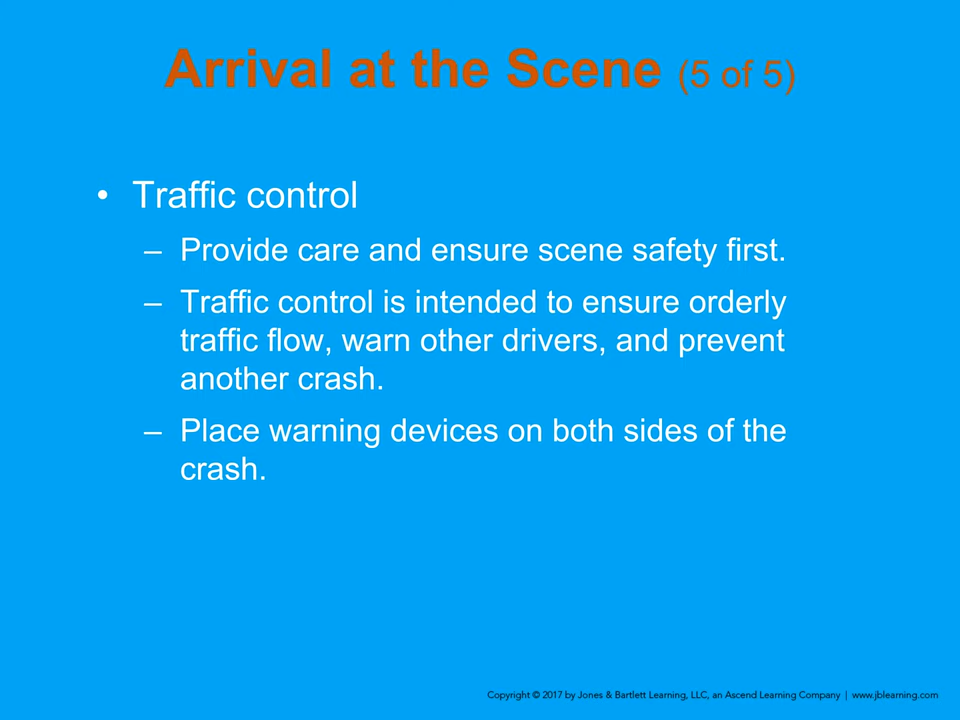 Arrival at the Scene (5 of 5)
• Traffic control
– Provide care and ensure scene safety first.
– Traffic control is intended to ensure orderly
traffic flow, warn other drivers, and prevent
another crash.
– Place warning devices on both sides of the
crash.
Copyright © 2017 by Jones & Bartlett Learning, LLC, an Ascend Learning Company | www.jblearning.com